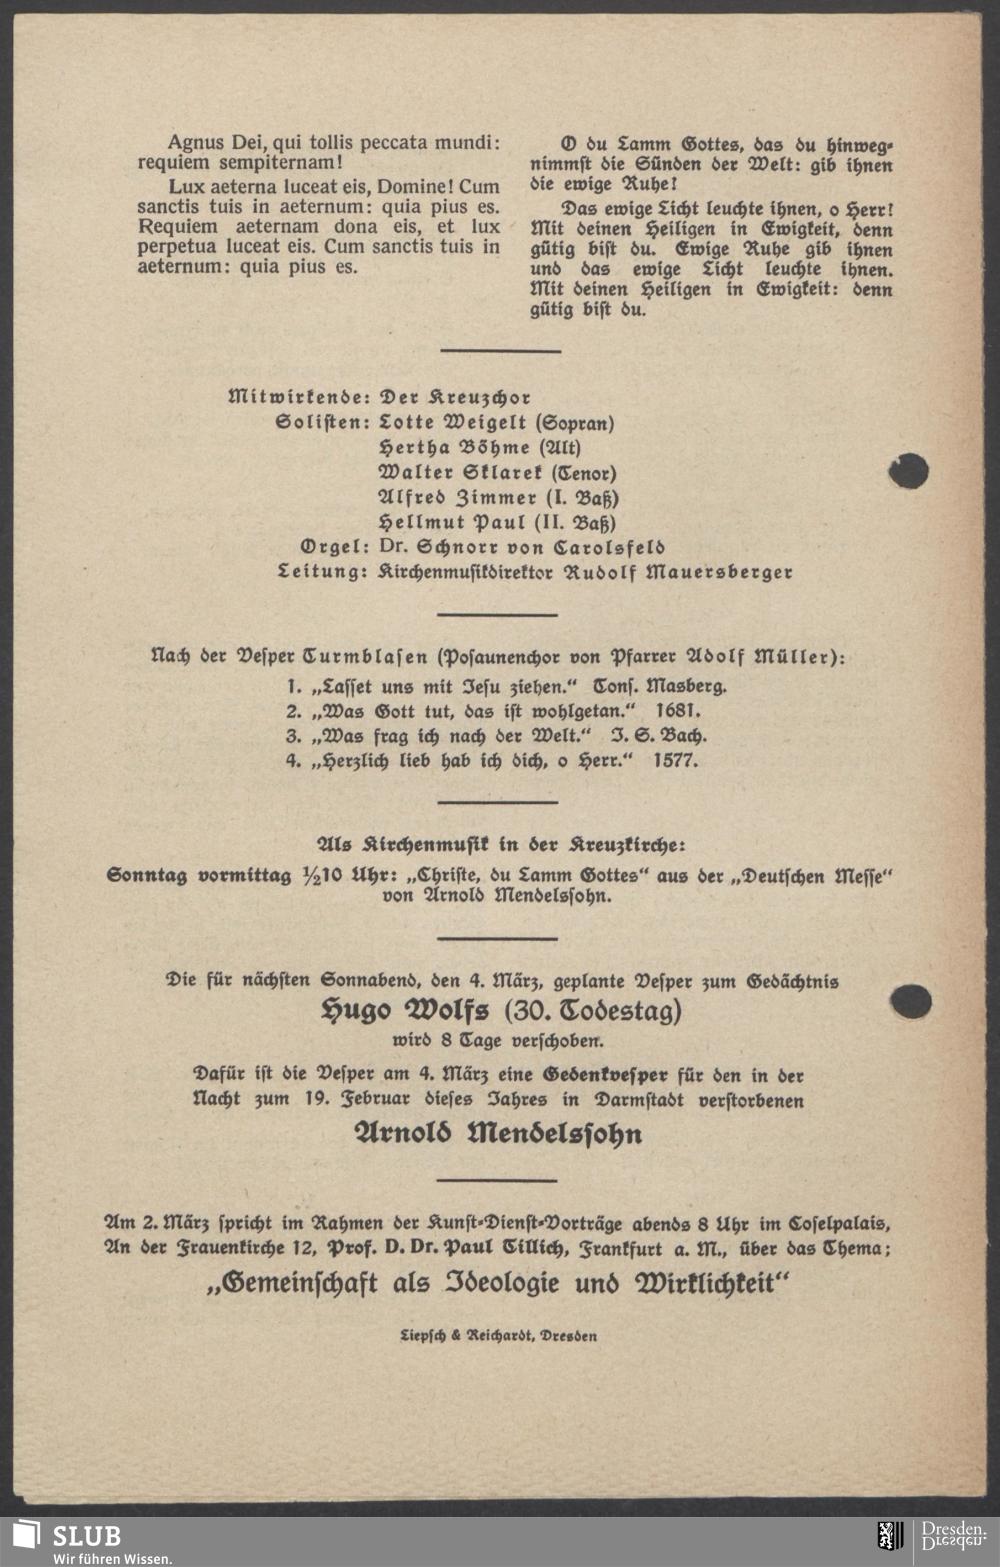 Agnus Dei, qui tollis peccata mundi:
requiem sempiternam!
Lux aeterna luceat eis, Domine! Cum
sanctis tuis in aeternum: quia pius es.
Requiem aeternam dona eis, et lux
perpetua luceat eis. Cum sanctis tuis in
aeternum: quia pius es.
O du Lamm Gottes, das du hinweg-
nimmst die Sünden der Welt: gib ihnen
die ewige Ruhe!
Das ewige Licht leuchte ihnen, o Herr!
Mit deinen Heiligen in Ewigkeit, denn
gütig bist du. Ewige Ruhe gib ihnen
und das ewige Licht leuchte ihnen.
Mit deinen Heiligen in Ewigkeit: denn
gütig bist du.
Mitwirkende: Der Kreuzchor
Solisten: Lotte Weigelt (Sopran)
Hertha Böhme (Alt)
Walter Sklarek (Tenor)
Alfred Zimmer (I. Baß)
Hellmut Paul (II. Baß)
Orgel: Dr. Schnorr von Carolsfeld
Leitung: Kirchenmusikdirektor Rudolf Mauersberger
Nach der Vesper Turmblasen (Posaunenchor von Pfarrer Adolf Müller):
1. „Lasset uns mit Jesu ziehen.“ Tons. Masberg.
2. „Was Gott tut, das ist wohlgetan.“ 1681.
3. „Was frag ich nach der Welt.“ J. S. Bach.
4. „Herzlich lieb hab ich dich, o Herr.“ 1577.
Als Kirchenmusik in der Kreuzkirche:
Sonntag vormittag ½10 Uhr: „Christe, du Lamm Gottes“ aus der „Deutschen Messe“
von Arnold Mendelssohn.
Die für nächsten Sonnabend, den 4. März, geplante Vesper zum Gedächtnis
Hugo Wolfs (30. Todestag)
wird 8 Tage verschoben.
Dafür ist die Vesper am 4. März eine Gedenkvesper für den in der
Nacht zum 19. Februar dieses Jahres in Darmstadt verstorbenen
Arnold Mendelssohn
Am 2. März spricht im Rahmen der Kunst-Dienst-Vorträge abends 8 Uhr im Coselpalais,
An der Frauenkirche 12, Prof. D. Dr. Paul Tillich, Frankfurt a. M., über das Thema:
„Gemeinschaft als Ideologie und Wirklichkeit“
Liepsch & Reichardt, Dresden
SLUB
Wir führen Wissen.
Dresden.
Dresden.